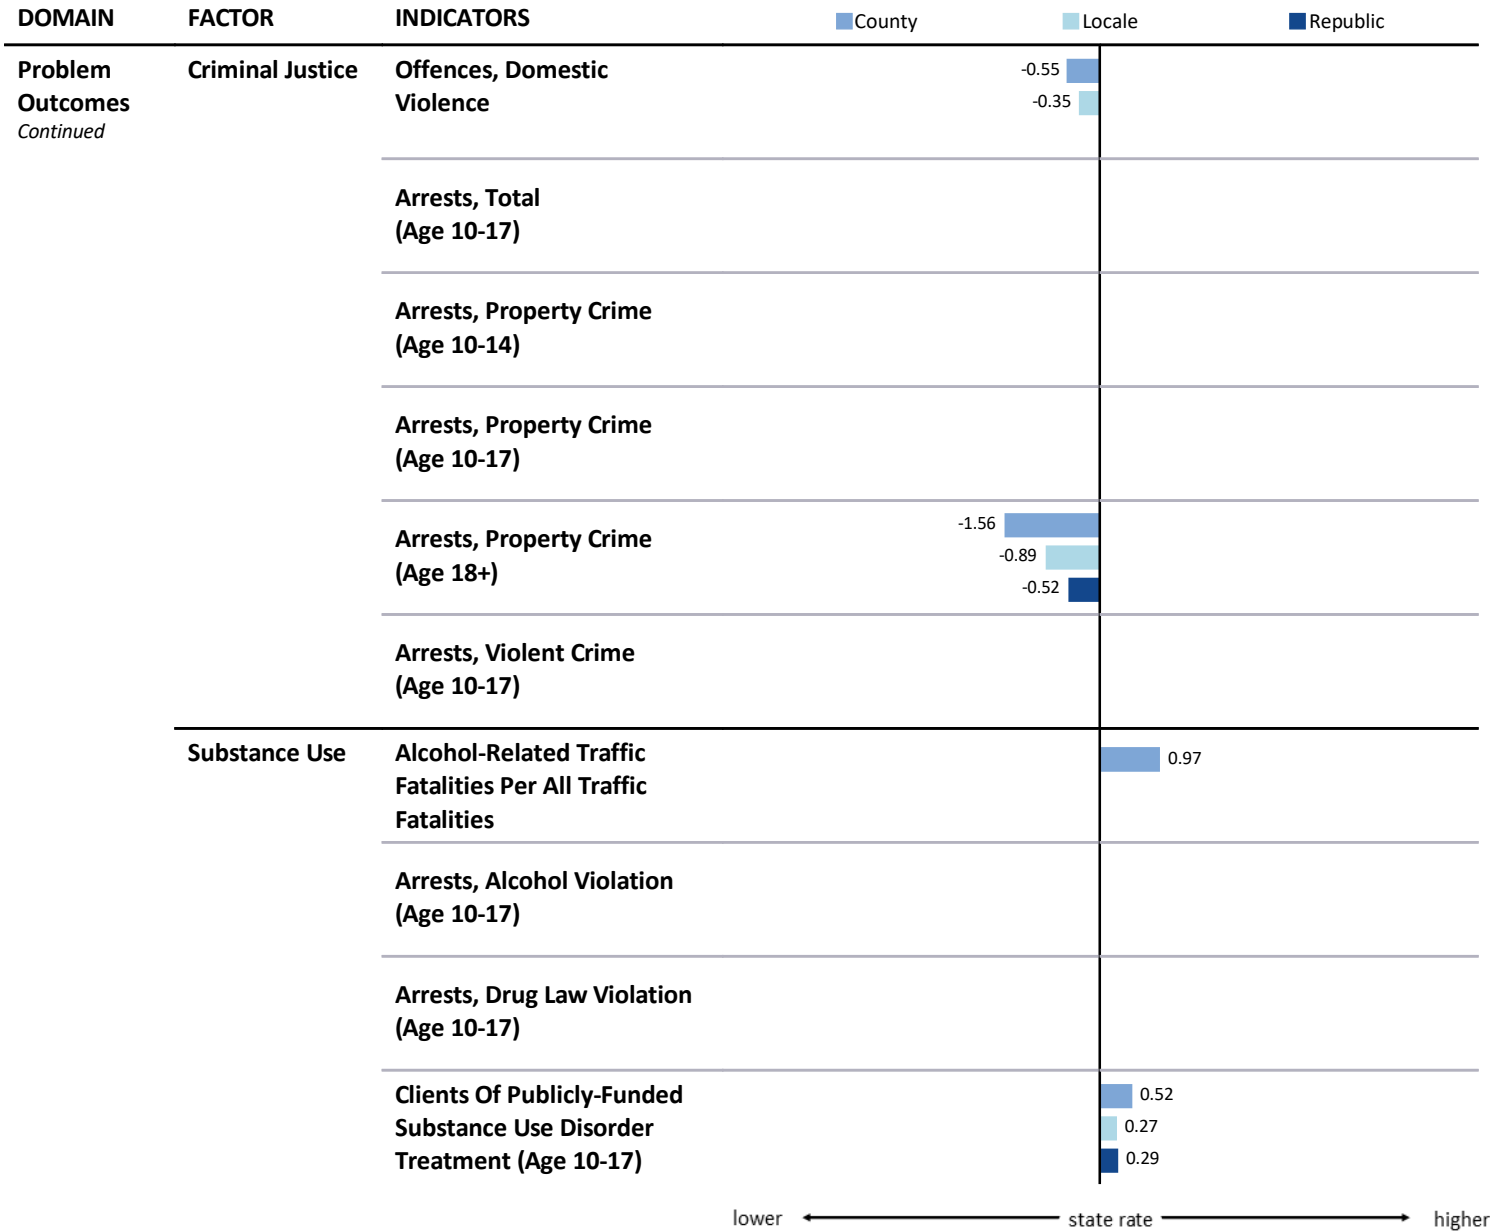 DOMAIN FACTOR INDICATORS County Locale Republic
Problem Outcomes
Continued
Criminal Justice
Offences, Domestic
Violence
-0.55
-0.35
Arrests, Total
(Age 10-17)
Arrests, Property Crime
(Age 10-14)
Arrests, Property Crime
(Age 10-17)
Arrests, Property Crime
(Age 18+)
-1.56
-0.89
-0.52
Arrests, Violent Crime
(Age 10-17)
Substance Use
Alcohol-Related Traffic
Fatalities Per All Traffic
Fatalities
0.97
Arrests, Alcohol Violation
(Age 10-17)
Arrests, Drug Law Violation
(Age 10-17)
Clients Of Publicly-Funded
Substance Use Disorder
Treatment (Age 10-17)
0.52
0.27
0.29
lower state rate higher